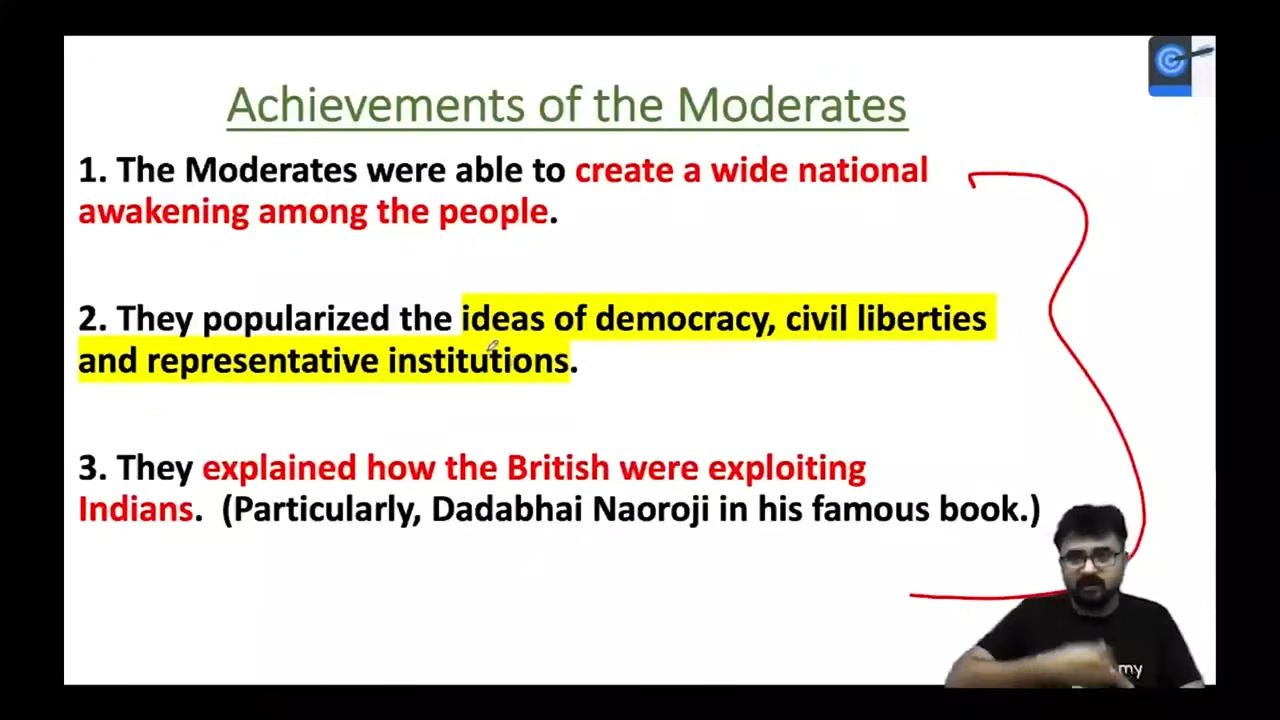 Achievements of the Moderates
1. The Moderates were able to create a wide national
awakening among the people.
2. They popularized the ideas of democracy, civil liberties
and representative institutions.
3. They explained how the British were exploiting
Indians. (Particularly, Dadabhai Naoroji in his famous book.)
my